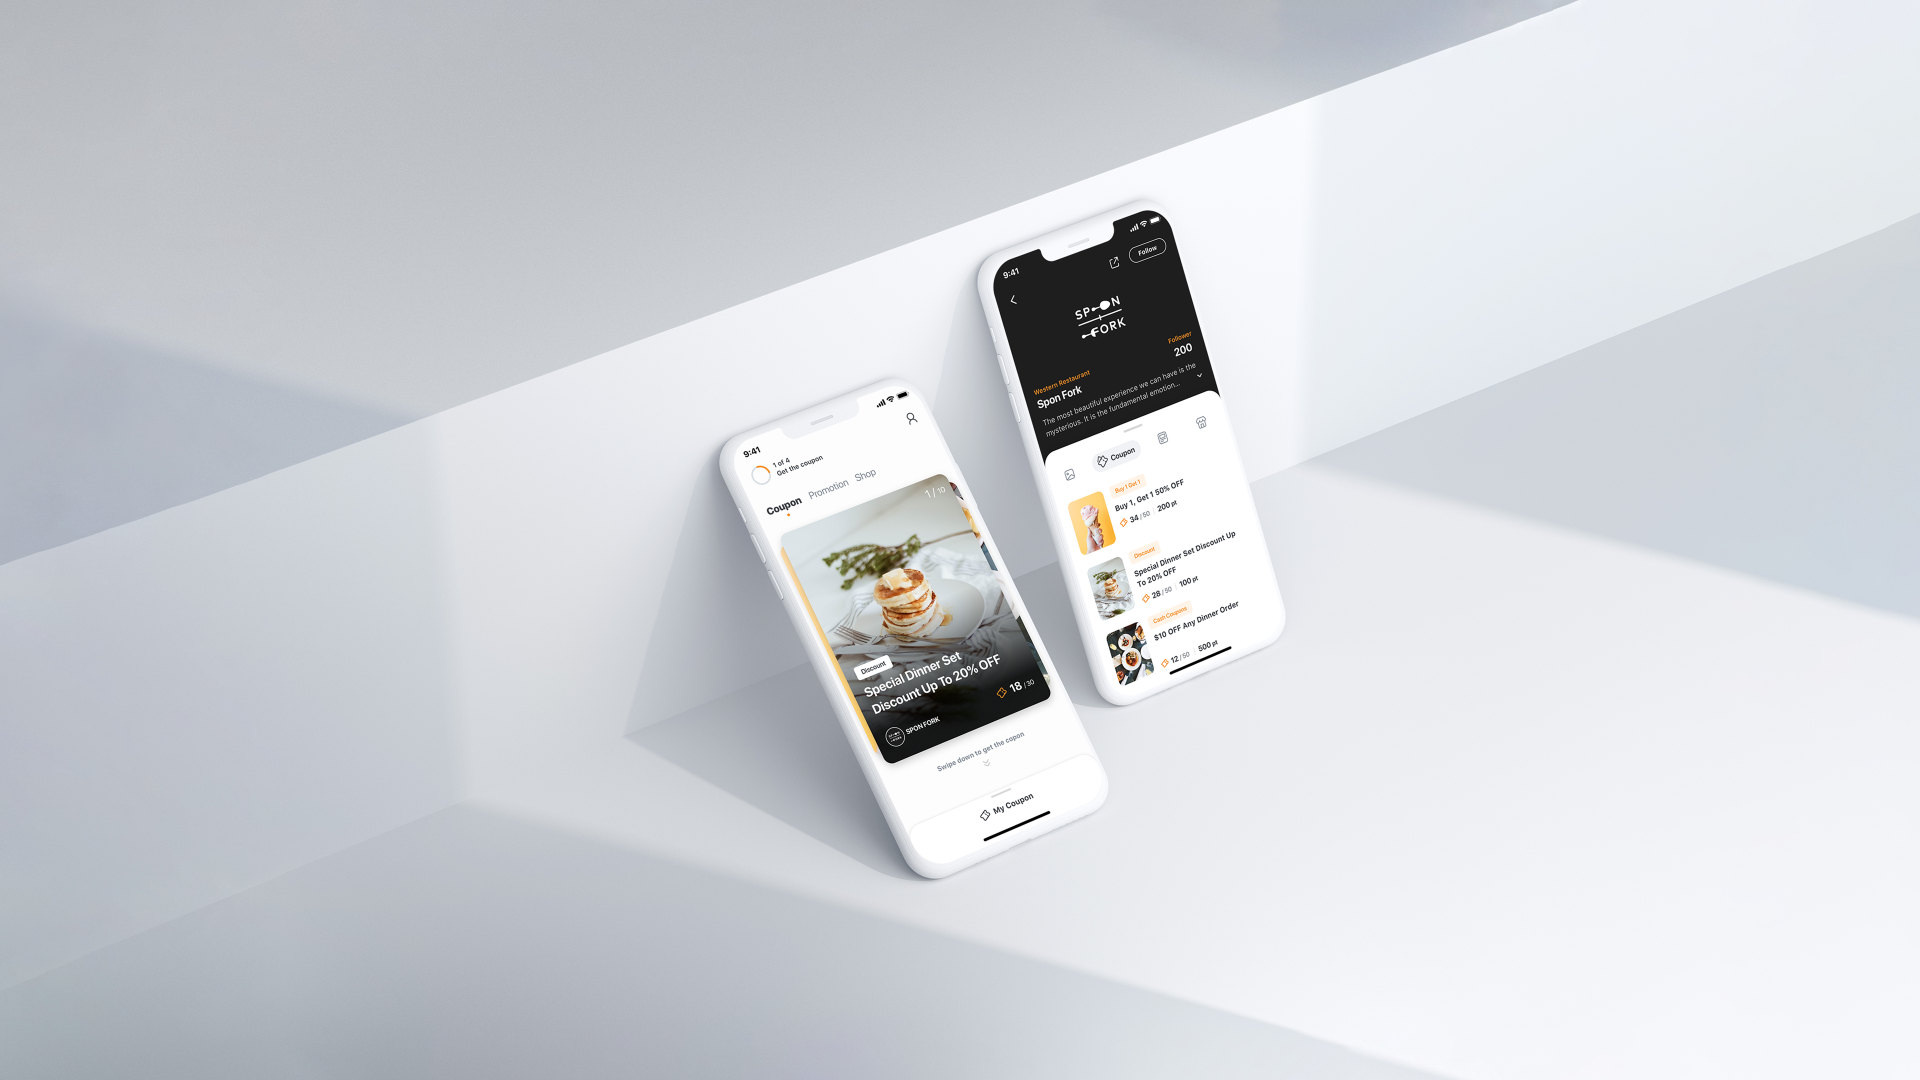 9:41
1 of 4
Get the coupon
Coupon Promotion Shop
1 / 10
Discount
Special Dinner Set
Discount Up To 20% OFF
18 / 30
SPON FORK
Swipe down to get the copon
My Coupon
9:41
Follow
SPOON
FORK
Western Restaurant
Spon Fork
Follower
200
The most beautiful experience we can have is the
mysterious. It is the fundamental emotion...
Coupon
Buy 1 Get 1
Buy 1, Get 1 50% OFF
34 / 50 200 pt
Discount
Special Dinner Set Discount Up
To 20% OFF
28 / 50 100 pt
Cash Coupons
$10 OFF Any Dinner Order
12 / 50 500 pt